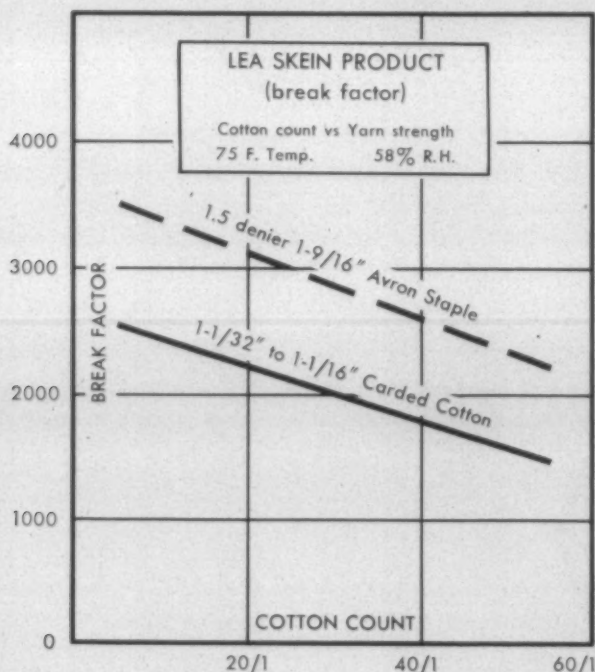 LEA SKEIN PRODUCT
(break factor)
Cotton count vs Yarn strength
75 F. Temp. 58% R.H.
4000
3000
2000
1000
0
BREAK FACTOR
1.5 denier 1-9/16" Avron Staple
1-1/32" to 1-1/16" Carded Cotton
COTTON COUNT
20/1 40/1 60/1